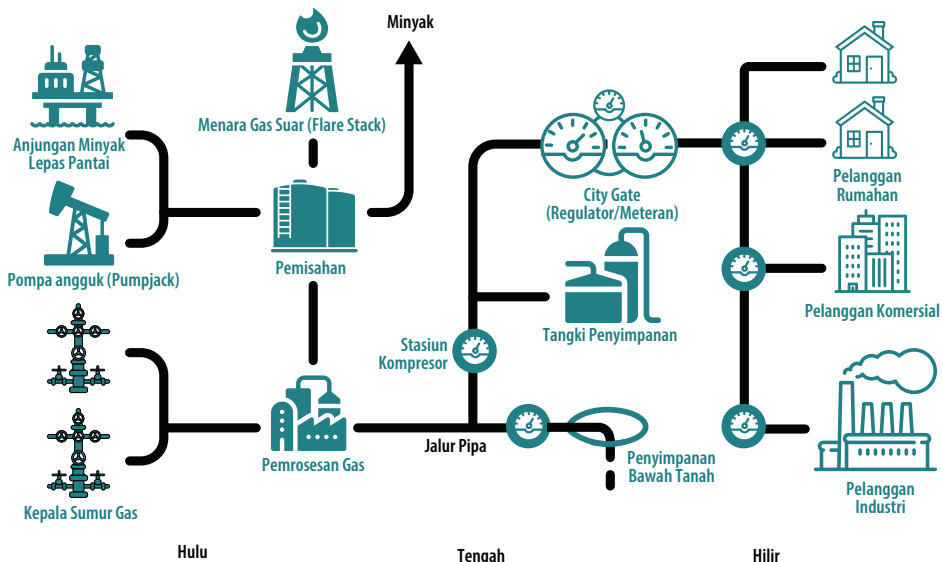 Minyak
Menara Gas Suar (Flare Stack)
Anjungan Minyak
Lepas Pantai
Pompa angguk (Pumpjack)
Pemisahan
Kepala Sumur Gas
Pemrosesan Gas
Jalur Pipa
Stasiun
Kompresor
City Gate
(Regulator/Meteran)
Tangki Penyimpanan
Penyimpanan
Bawah Tanah
Pelanggan
Rumahan
Pelanggan Komersial
Pelanggan
Industri
Hulu
Tengah
Hilir